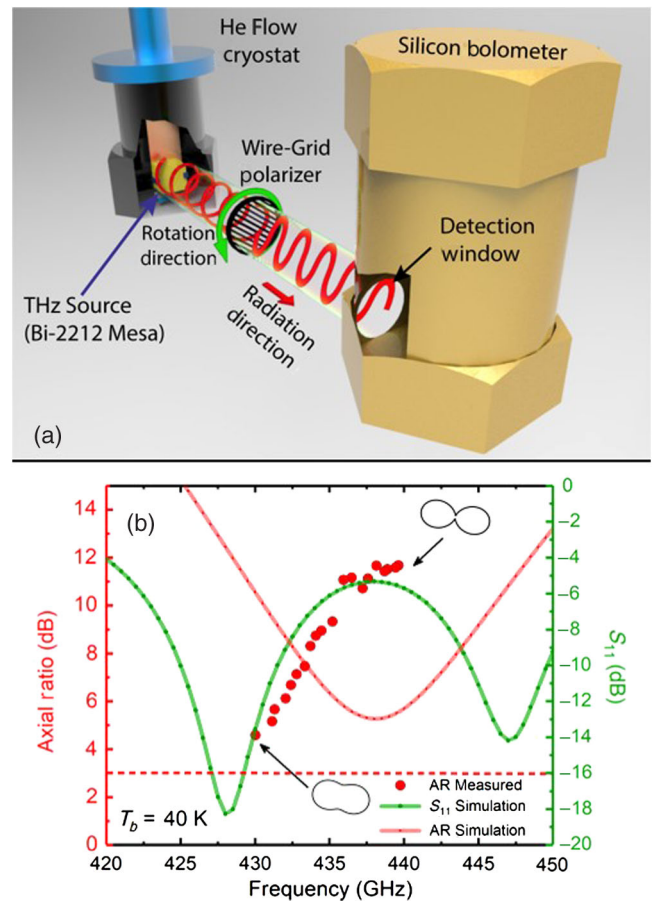 He Flow
cryostat
Silicon bolometer
Wire-Grid
polarizer
Rotation
direction
Detection
window
THz Source
(Bi-2212 Mesa)
Radiation
direction
(a)
(b)
14
12
10
8
6
4
2
0
Axial ratio (dB)
0
−2
−4
−6
−8
−10
−12
−14
−16
−18
−20
S11 (dB)
AR Measured
S11 Simulation
AR Simulation
Tb = 40 K
420 425 430 435 440 445 450
Frequency (GHz)